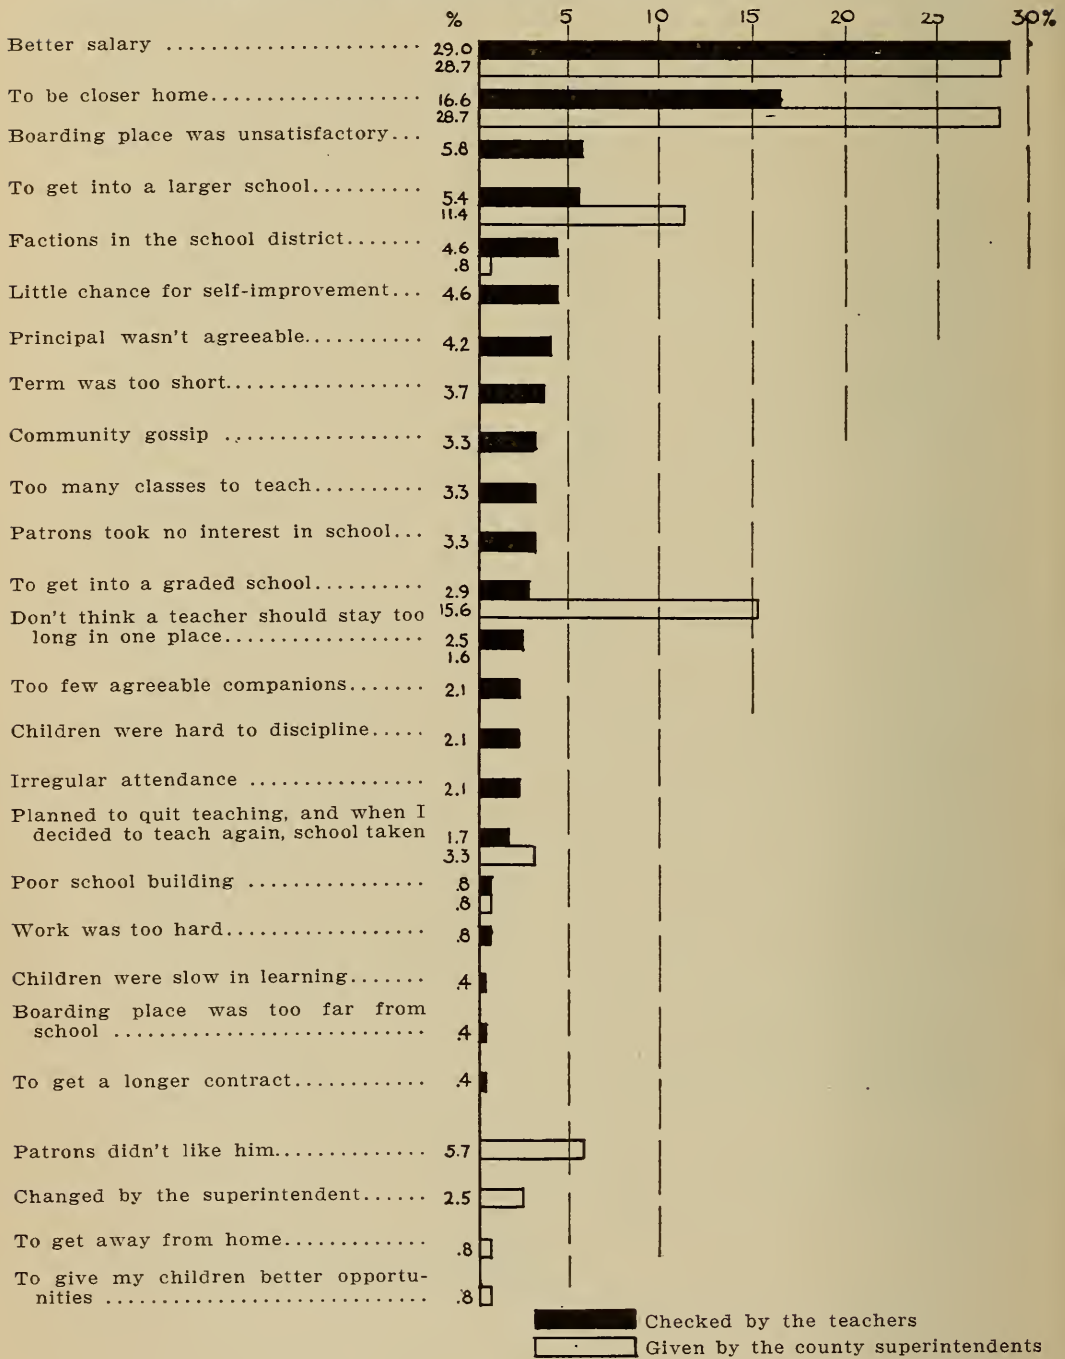 % 5 10 15 20 25 30%
Better salary ........................ 29.0
28.7
To be closer home.................... 16.6
28.7
Boarding place was unsatisfactory... 5.8
To get into a larger school.......... 5.4
11.4
Factions in the school district....... 4.6
.8
Little chance for self-improvement... 4.6
Principal wasn't agreeable........... 4.2
Term was too short................... 3.7
Community gossip .................. 3.3
Too many classes to teach.......... 3.3
Patrons took no interest in school... 3.3
To get into a graded school.......... 2.9
15.6
Don't think a teacher should stay too
long in one place.................. 2.5
1.6
Too few agreeable companions....... 2.1
Children were hard to discipline..... 2.1
Irregular attendance ................ 2.1
Planned to quit teaching, and when I
decided to teach again, school taken 1.7
3.3
Poor school building ................ .8
.8
Work was too hard.................. .8
Children were slow in learning....... .4
Boarding place was too far from
school ............................ .4
To get a longer contract............ .4
Patrons didn't like him.............. 5.7
Changed by the superintendent...... 2.5
To get away from home............. .8
To give my children better opportu-
nities ............................ .8
Checked by the teachers
Given by the county superintendents